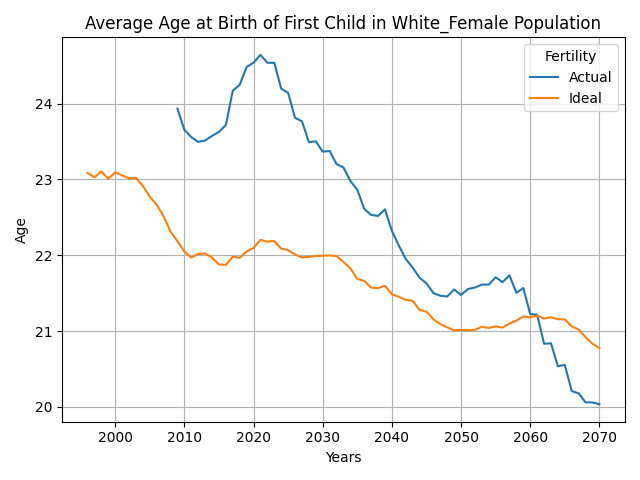 Average Age at Birth of First Child in White_Female Population
Fertility
Actual
Ideal
Age
24
23
22
21
20
2000 2010 2020 2030 2040 2050 2060 2070
Years